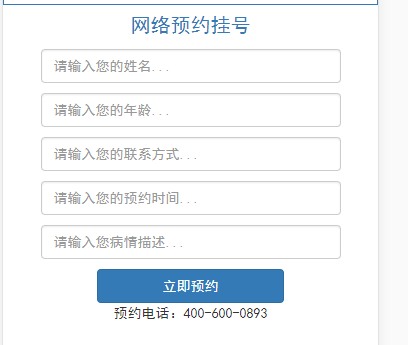 网络预约挂号
请输入您的姓名...
请输入您的年龄...
请输入您的联系方式...
请输入您的预约时间...
请输入您病情描述...
立即预约
预约电话：400-600-0893